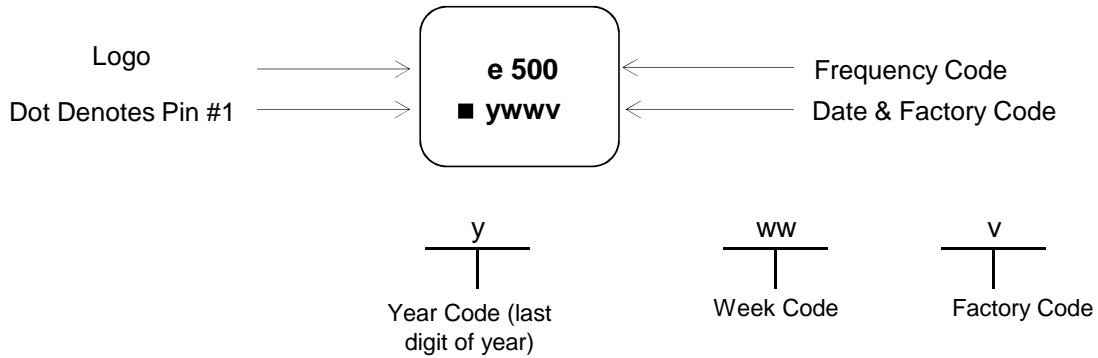 Logo
e 500
Frequency Code
Dot Denotes Pin #1
■ ywwv
Date & Factory Code
y
ww
v
Year Code (last
digit of year)
Week Code
Factory Code